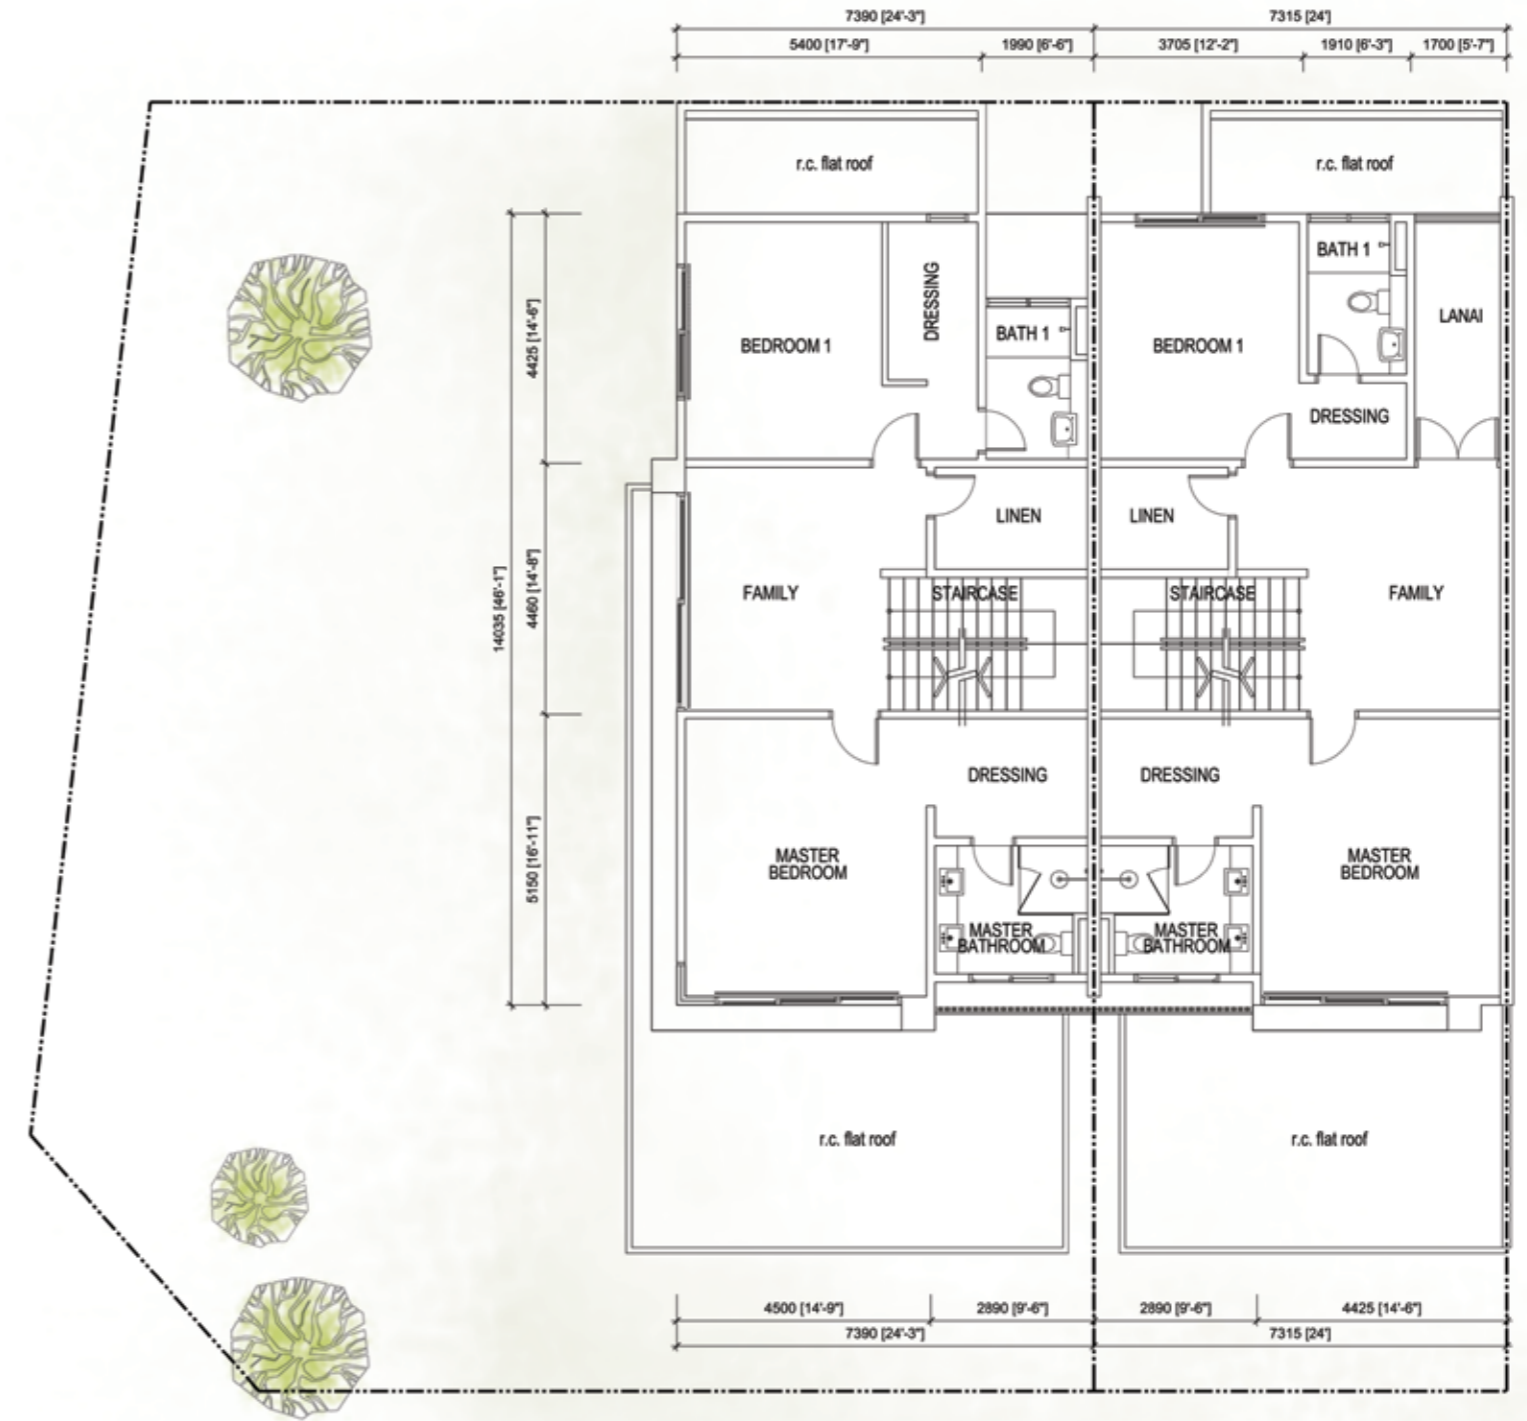 7390 [24'-3"]
7315 [24']
5400 [17'-9"]
1990 [6'-6"]
3705 [12'-2"]
1910 [6'-3"]
1700 [5'-7"]
r.c. flat roof
r.c. flat roof
BATH 1
DRESSING
LANAI
BATH 1
BEDROOM 1
BEDROOM 1
4425 [14'-6"]
DRESSING
LINEN
LINEN
14035 [46'-1"]
4460 [14'-8"]
FAMILY
STAIRCASE
STAIRCASE
FAMILY
DRESSING
DRESSING
5150 [16'-11"]
MASTER
BEDROOM
MASTER
BEDROOM
MASTER
BATHROOM
MASTER
BATHROOM
r.c. flat roof
r.c. flat roof
4500 [14'-9"]
2890 [9'-6"]
2890 [9'-6"]
4425 [14'-6"]
7390 [24'-3"]
7315 [24']